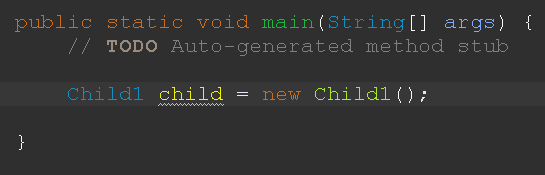 public static void main(String[] args) {
// TODO Auto-generated method stub
Child1 child = new Child1();
}